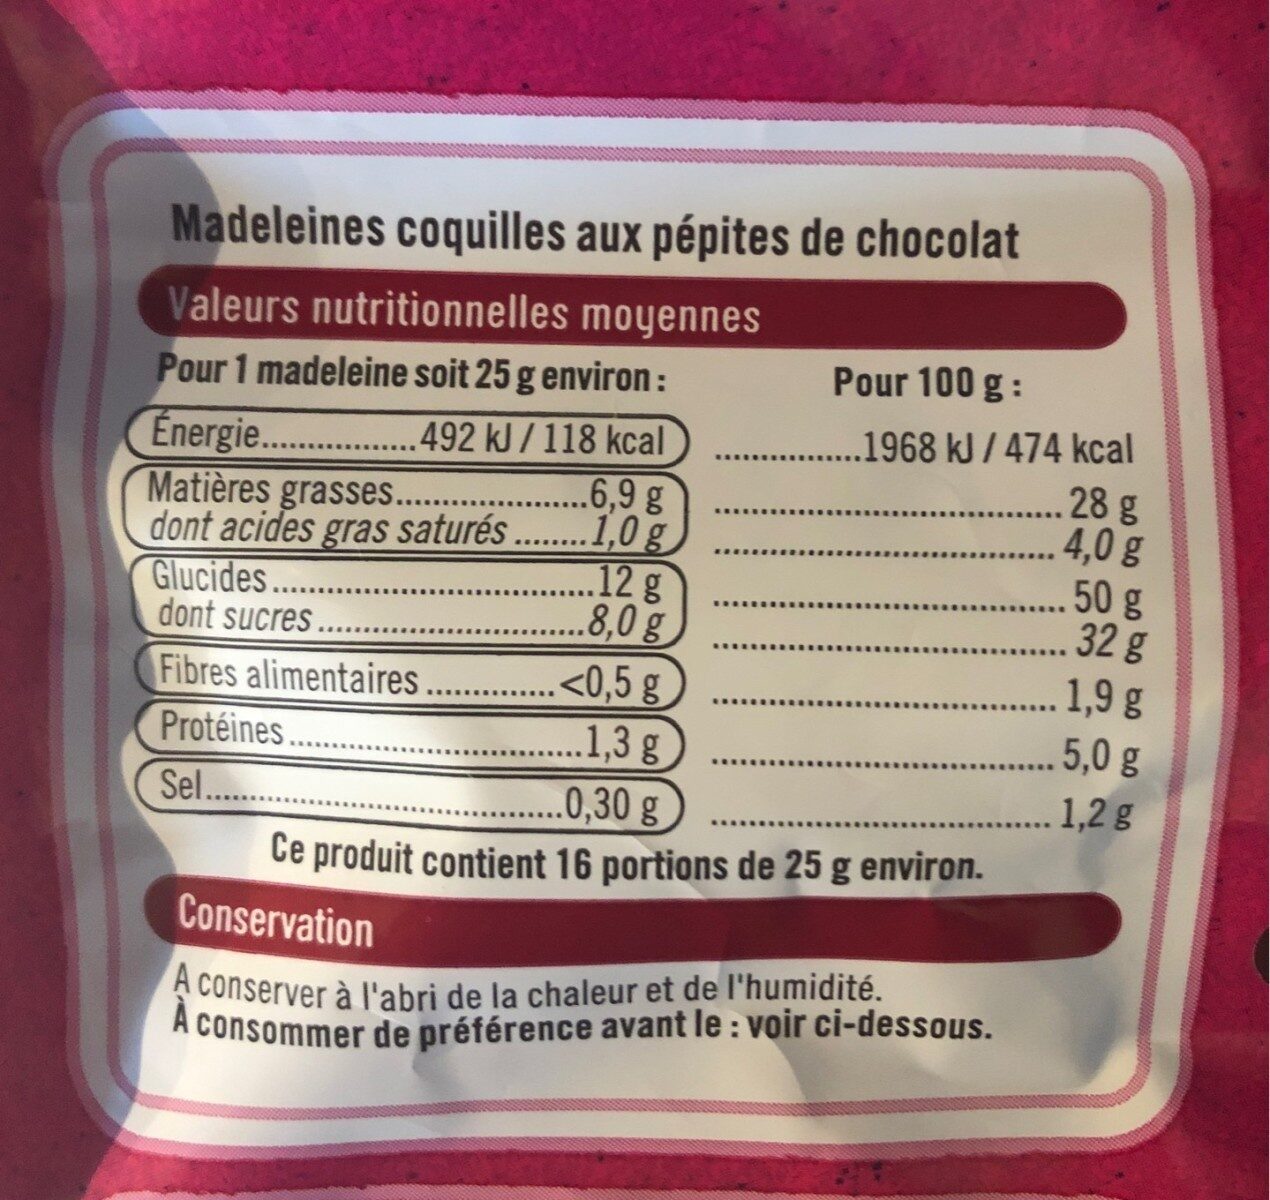 Madeleines coquilles aux pépites de chocolat
Valeurs nutritionnelles moyennes
Pour 1 madeleine soit 25 g environ : Pour 100 g :
Énergie.................492 kJ / 118 kcal .................1968 kJ / 474 kcal
Matières grasses.....................6,9 g ..................................... 28 g
dont acides gras saturés ........1,0 g ..................................... 4,0 g
Glucides....................................12 g ..................................... 50 g
dont sucres..............................8,0 g ..................................... 32 g
Fibres alimentaires ...............<0,5 g ..................................... 1,9 g
Protéines................................1,3 g ..................................... 5,0 g
Sel.........................................0,30 g ..................................... 1,2 g
Ce produit contient 16 portions de 25 g environ.
Conservation
A conserver à l'abri de la chaleur et de l'humidité.
À consommer de préférence avant le : voir ci-dessous.